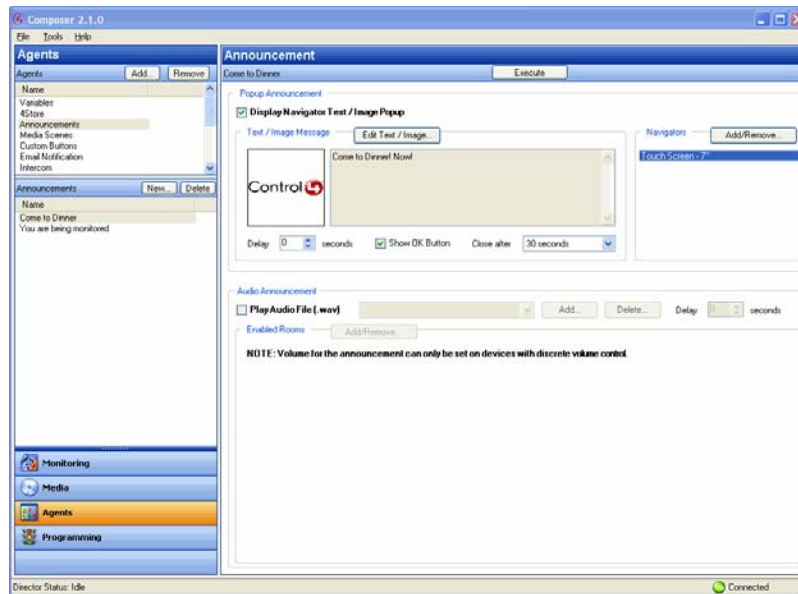 Composer 2.1.0
File Tools Help
Agents
Agents Add... Remove
Name
Variables
4Store
Announcements
Media Scenes
Custom Buttons
Email Notification
Intercom
Announcements New... Delete
Name
Come to Dinner
You are being monitored
Monitoring
Media
Agents
Programming
Announcement
Come to Dinner Execute
Popup Announcement
Display Navigator Text / Image Popup
Text / Image Message Edit Text / Image...
Control4
Come to Dinner! Now!
Navigators Add/Remove...
Touch Screen - 7"
Delay 0 seconds Show OK Button Close after 30 seconds
Audio Announcement
Play Audio File (.wav) Add... Delete... Delay 0 seconds
Enabled Rooms Add/Remove...
NOTE: Volume for the announcement can only be set on devices with discrete volume control.
Director Status: Idle Connected